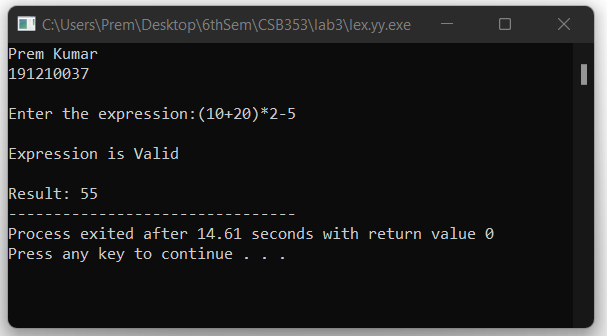 C:\Users\Prem\Desktop\6thSem\CSB353\lab3\lex.yy.exe
Prem Kumar
191210037
Enter the expression:(10+20)*2-5
Expression is Valid
Result: 55
--------------------------------
Process exited after 14.61 seconds with return value 0
Press any key to continue . . .